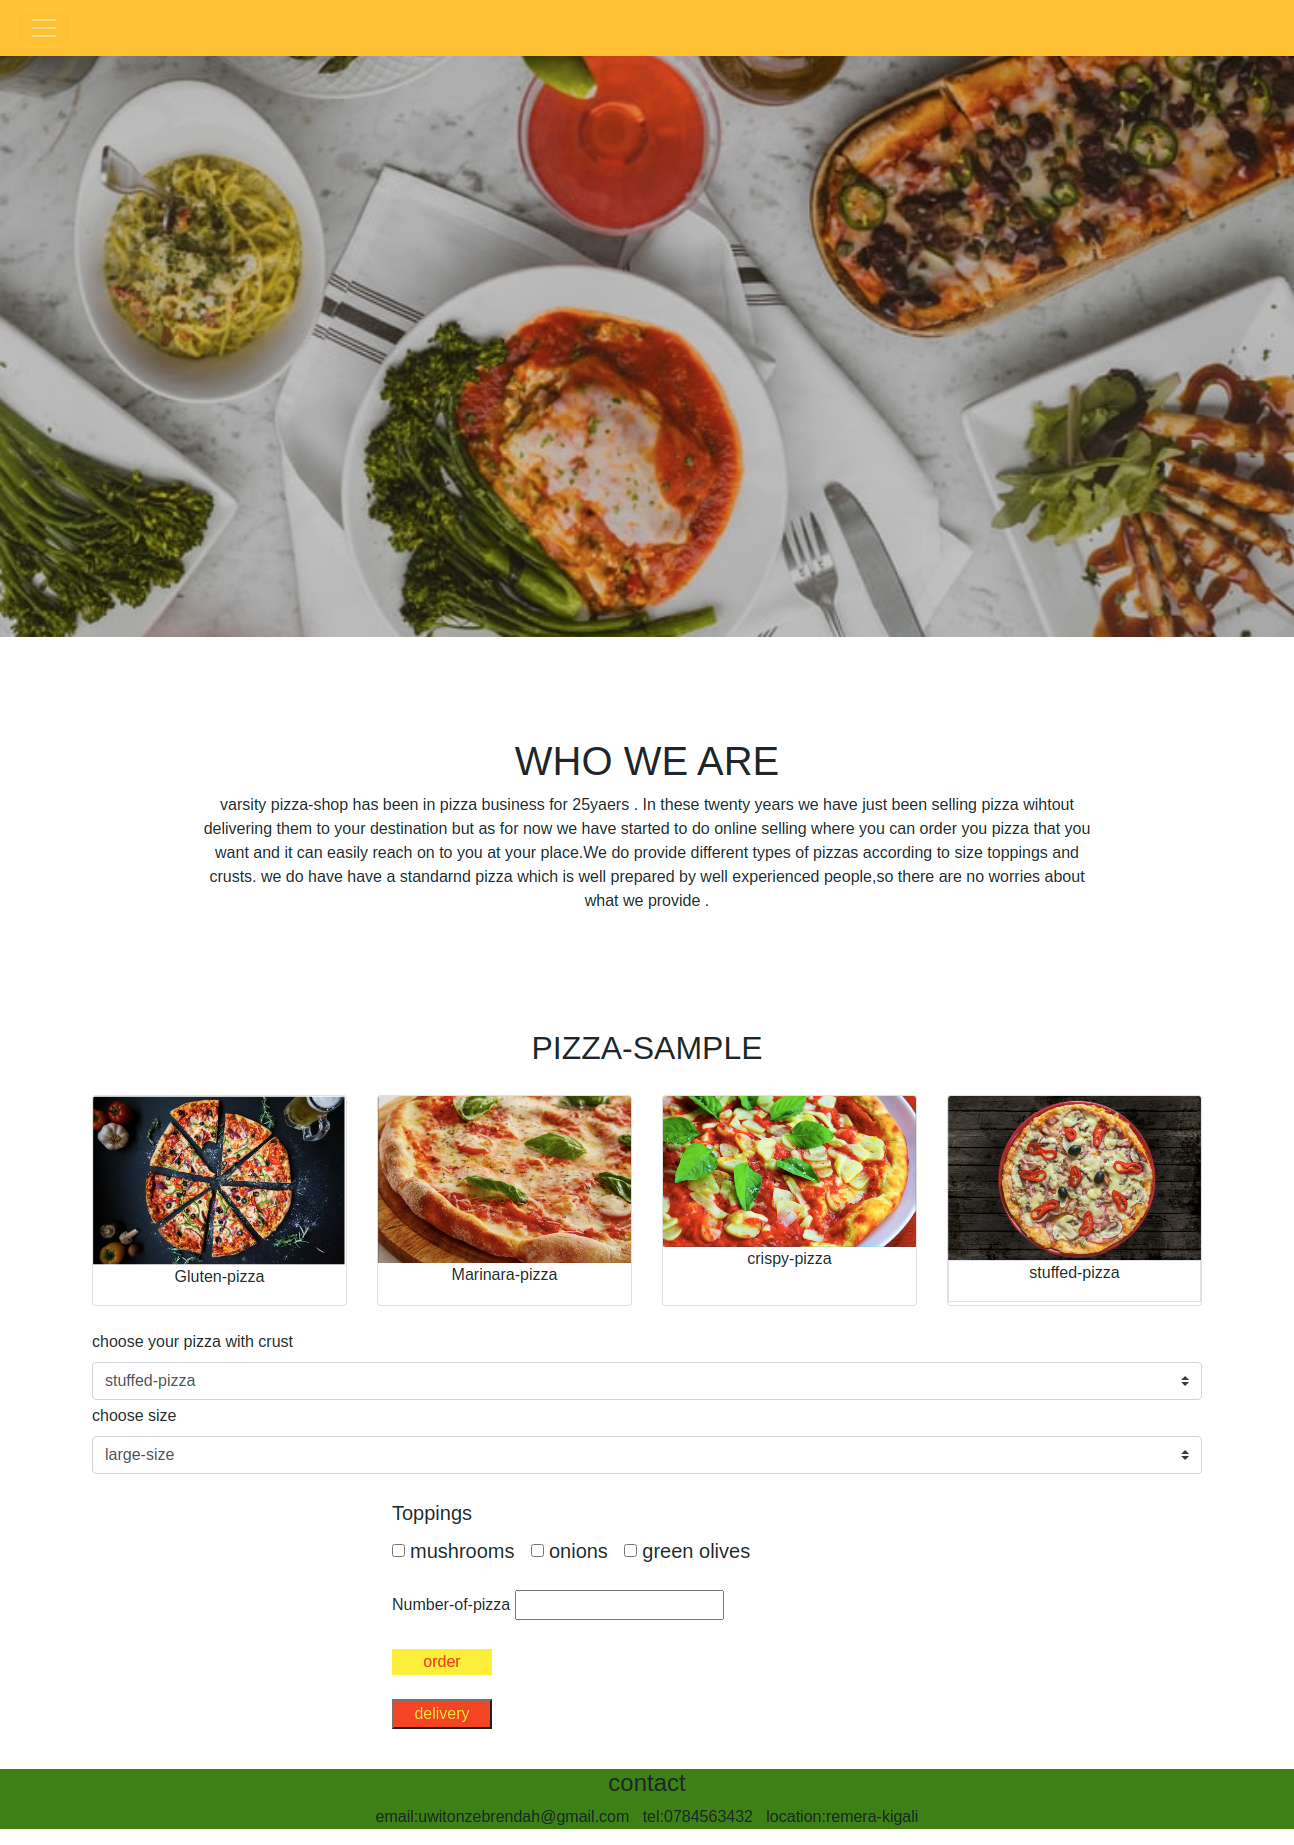 WHO WE ARE
varsity pizza-shop has been in pizza business for 25yaers . In these twenty years we have just been selling pizza wihtout
delivering them to your destination but as for now we have started to do online selling where you can order you pizza that you
want and it can easily reach on to you at your place.We do provide different types of pizzas according to size toppings and
crusts. we do have have a standarnd pizza which is well prepared by well experienced people,so there are no worries about
what we provide .
PIZZA-SAMPLE
Gluten-pizza
Marinara-pizza
crispy-pizza
stuffed-pizza
choose your pizza with crust
stuffed-pizza
choose size
large-size
Toppings
mushrooms onions green olives
Number-of-pizza
order
delivery
contact
email:uwitonzebrendah@gmail.com tel:0784563432 location:remera-kigali